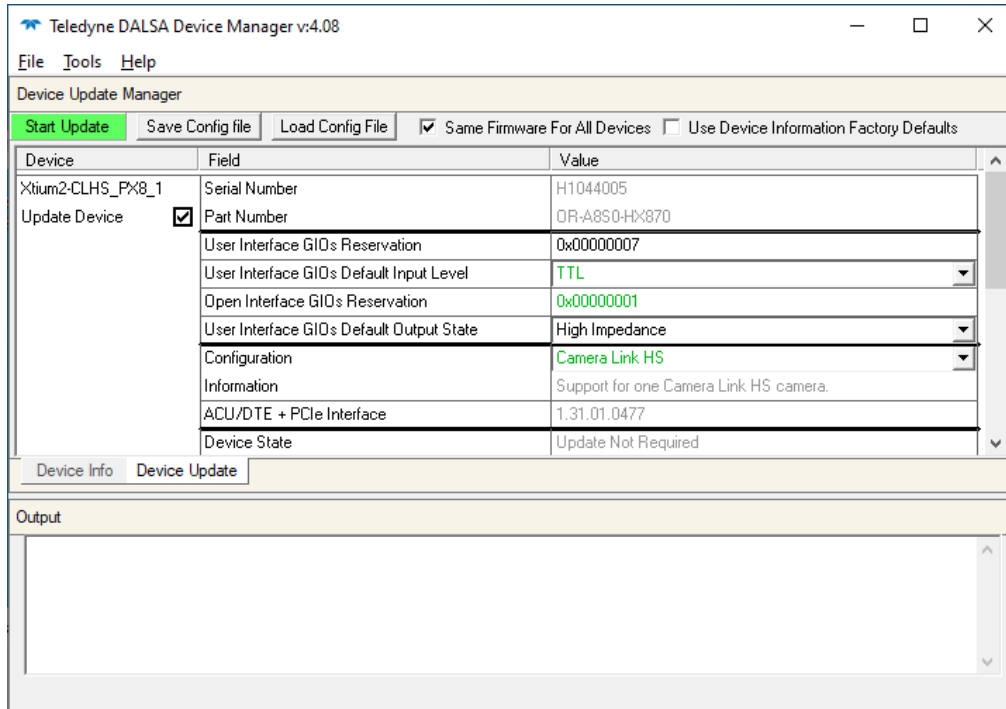 Teledyne DALSA Device Manager v:4.08
File Tools Help
Device Update Manager
Start Update Save Config file Load Config File Same Firmware For All Devices Use Device Information Factory Defaults
Device Field Value
Xtium2-CLHS_PX8_1 Serial Number H1044005
Update Device Part Number OR-A8S0-HX870
User Interface GIOs Reservation 0x00000007
User Interface GIOs Default Input Level TTL
Open Interface GIOs Reservation 0x00000001
User Interface GIOs Default Output State High Impedance
Configuration Camera Link HS
Information Support for one Camera Link HS camera.
ACU/DTE + PCIe Interface 1.31.01.0477
Device State Update Not Required
Device Info Device Update
Output